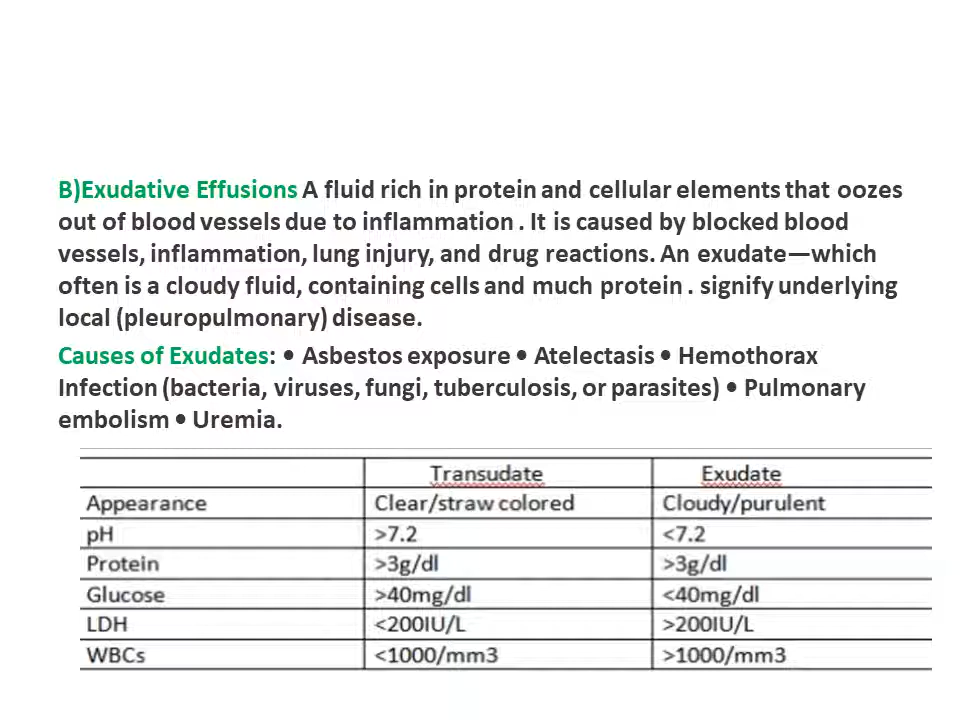 B)Exudative Effusions A fluid rich in protein and cellular elements that oozes
out of blood vessels due to inflammation . It is caused by blocked blood
vessels, inflammation, lung injury, and drug reactions. An exudate—which
often is a cloudy fluid, containing cells and much protein . signify underlying
local (pleuropulmonary) disease.
Causes of Exudates: • Asbestos exposure • Atelectasis • Hemothorax
Infection (bacteria, viruses, fungi, tuberculosis, or parasites) • Pulmonary
embolism • Uremia.
Transudate Exudate
Appearance Clear/straw colored Cloudy/purulent
pH >7.2 <7.2
Protein >3g/dl >3g/dl
Glucose >40mg/dl <40mg/dl
LDH <200IU/L >200IU/L
WBCs <1000/mm3 >1000/mm3